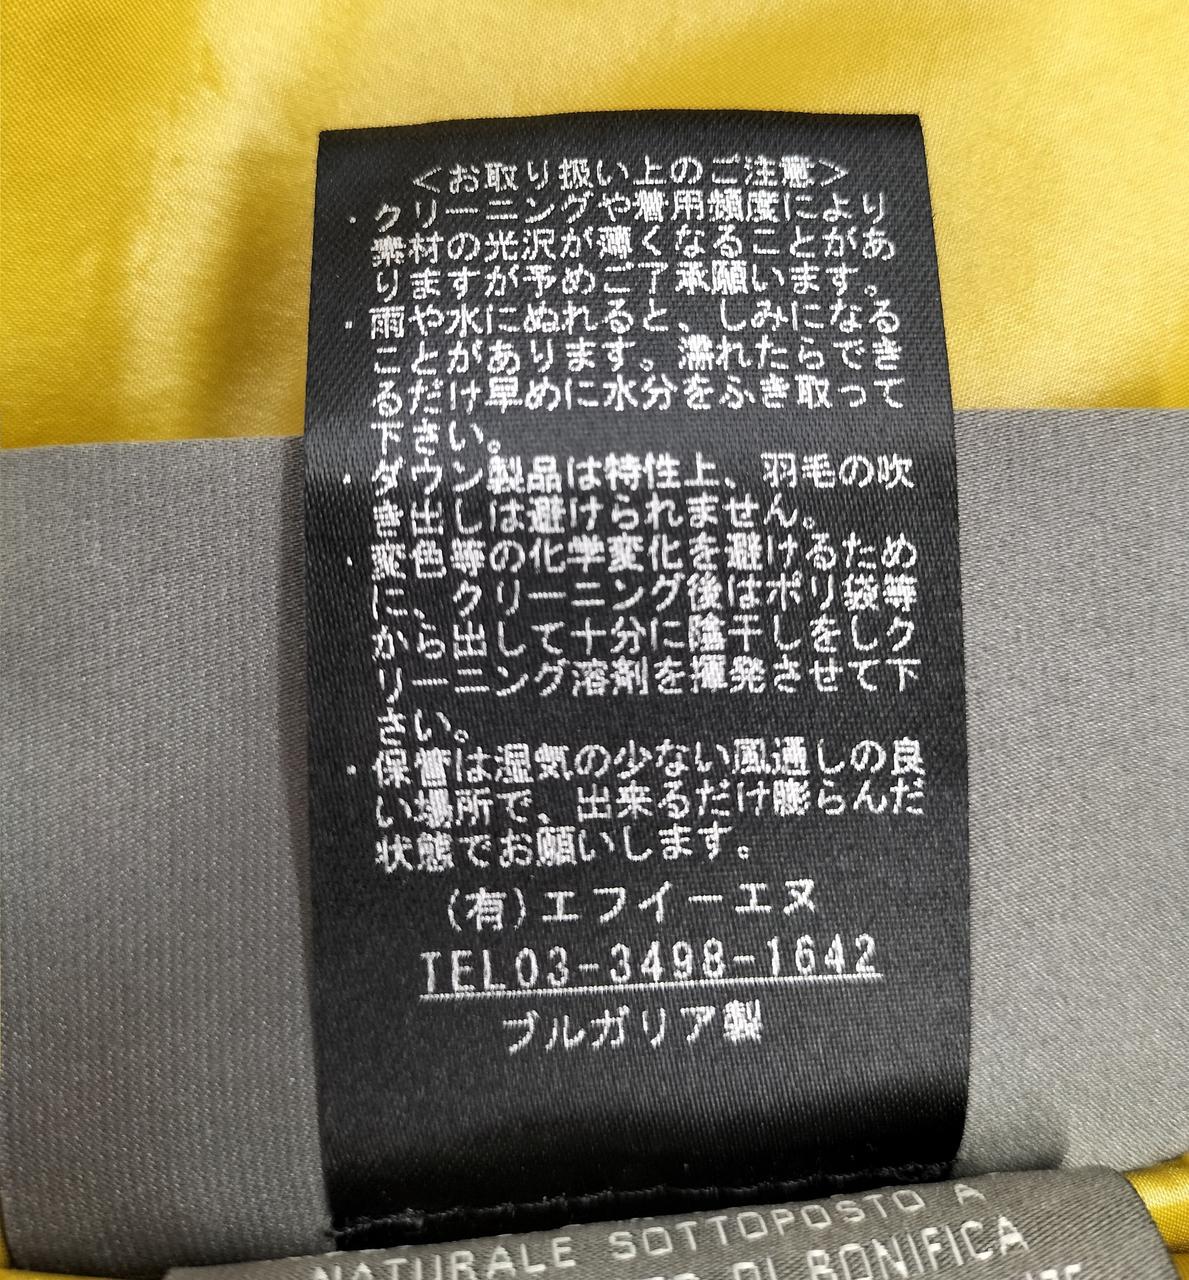 <お取り扱い上のご注意>
・クリーニングや着用頻度により
素材の光沢が薄くなることがあ
りますが予めご了承願います。
・雨や水にぬれると、しみになる
ことがあります。濡れたらでき
るだけ早めに水分をふき取って
下さい。
・ダウン製品は特性上、羽毛の吹
き出しは避けられません。
・変色等の化学変化を避けるため
に、クリーニング後はポリ袋等
から出して十分に陰干しをしク
リーニング溶剤を揮発させて下
さい。
・保管は湿気の少ない風通しの良
い場所で、出来るだけ膨らんだ
状態でお願いします。
(有)エフイーエヌ
TEL03-3498-1642
ブルガリア製
NATURALE SOTTOPOSTO A
DI BONIFICA